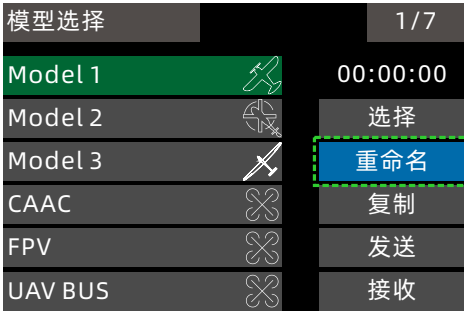 模型选择 1/7
Model 1 00:00:00
Model 2 选择
Model 3 重命名
CAAC 复制
FPV 发送
UAV BUS 接收